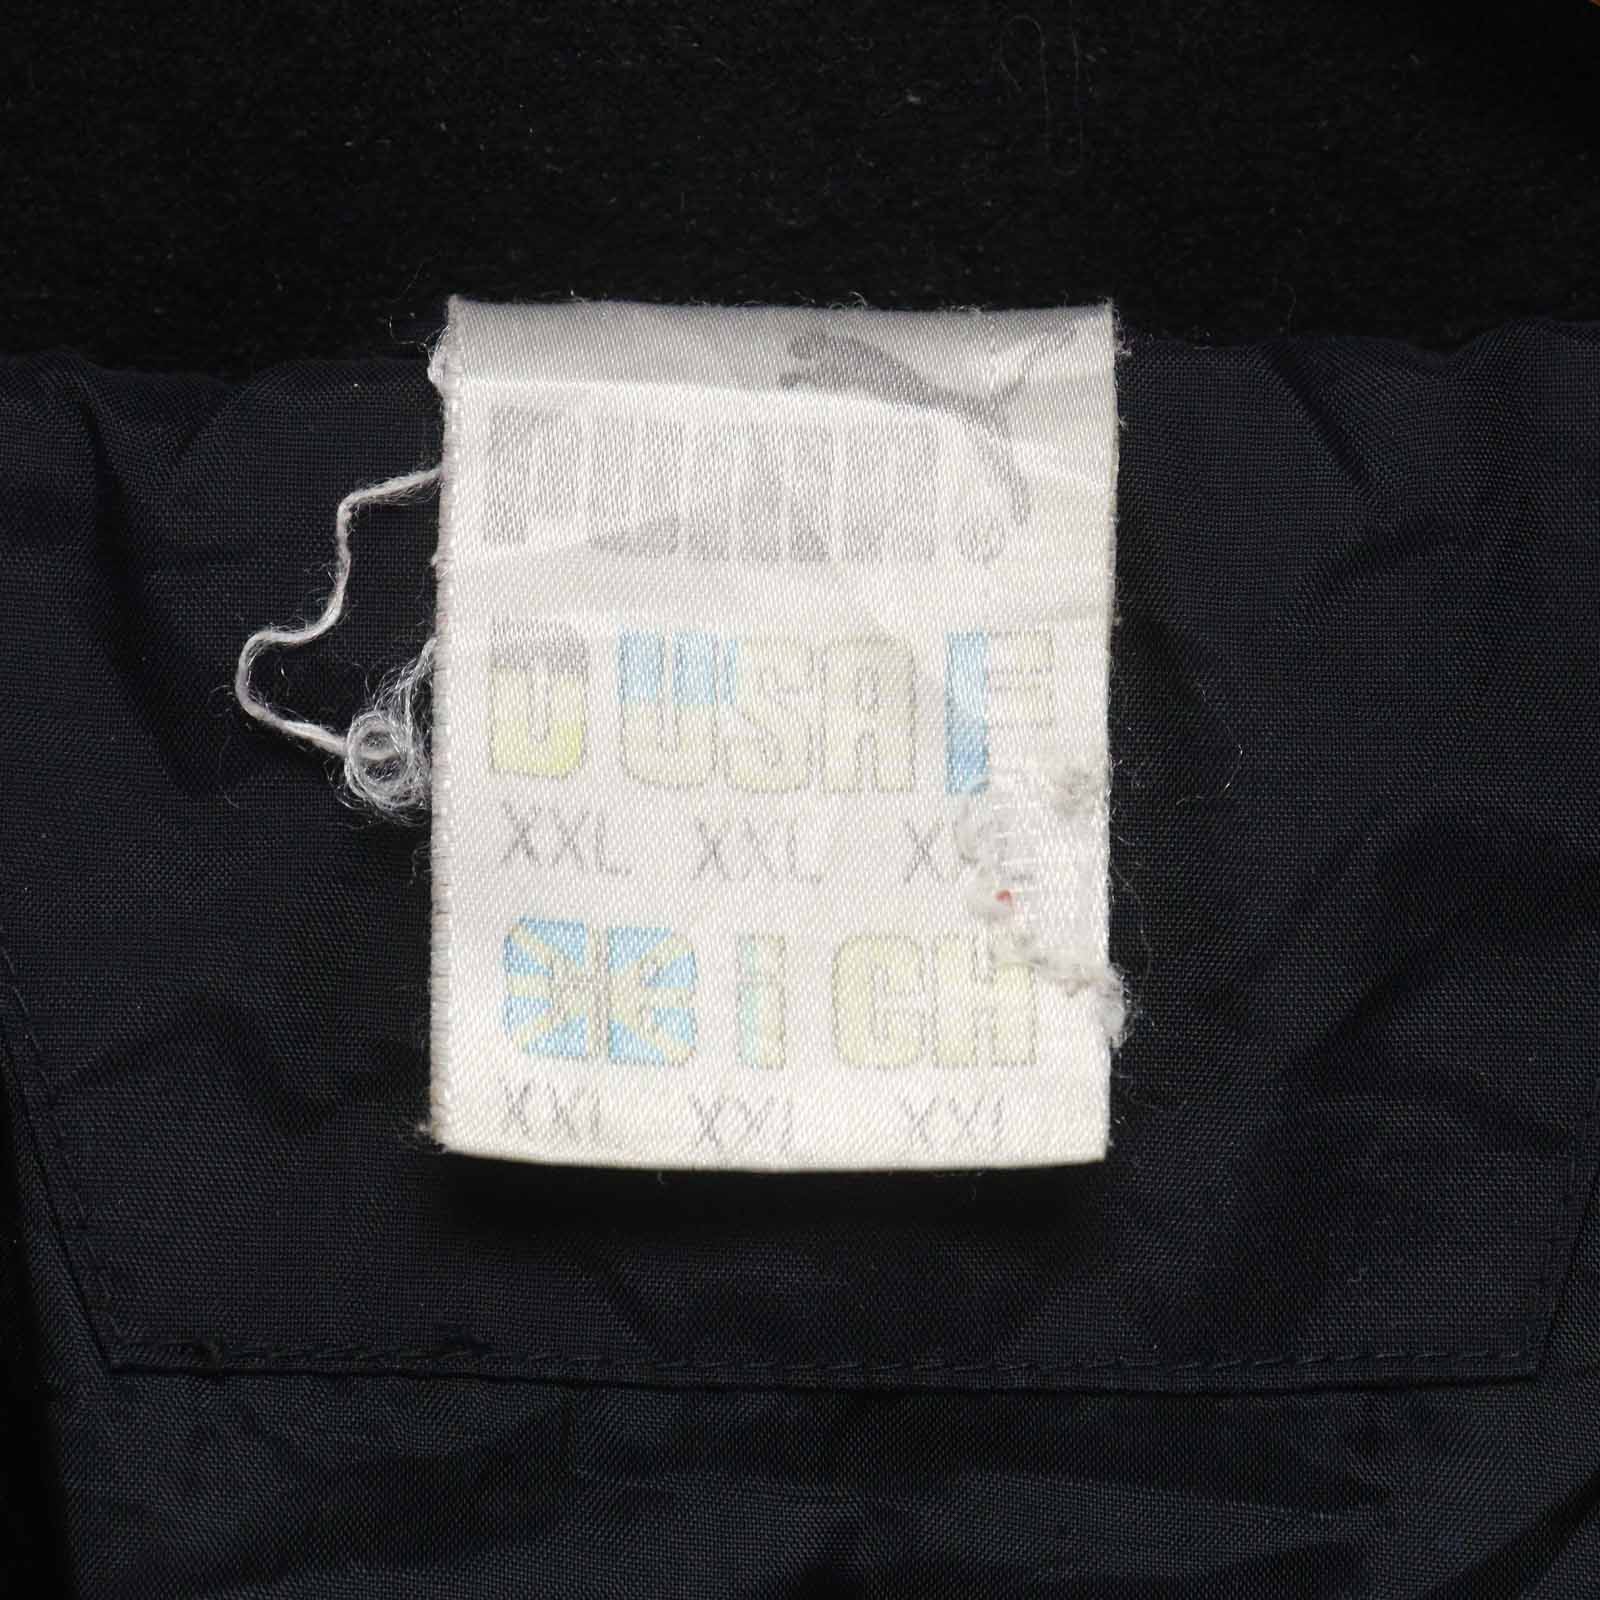 PUMA®
D USA F
XXL XXL
GB I CH
XXL XXL XXL